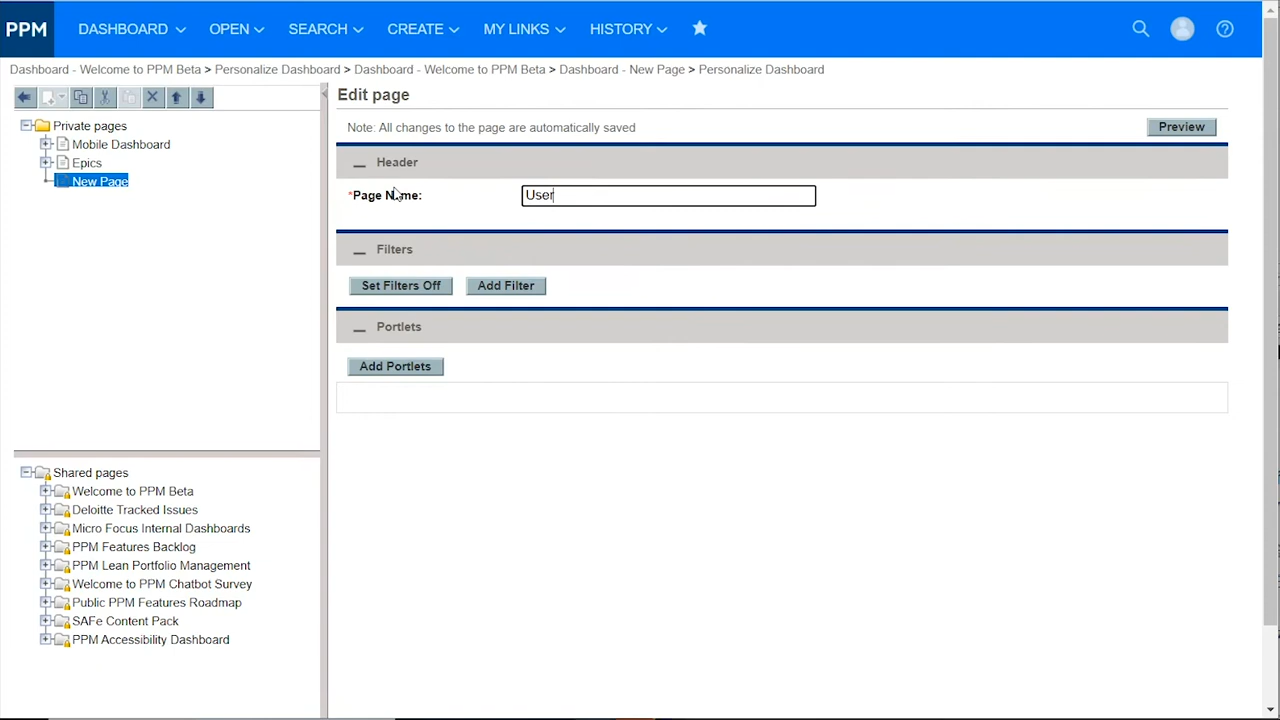 PPM DASHBOARD OPEN SEARCH CREATE MY LINKS HISTORY
Dashboard - Welcome to PPM Beta > Personalize Dashboard > Dashboard - Welcome to PPM Beta > Dashboard - New Page > Personalize Dashboard
Private pages
Mobile Dashboard
Epics
New Page
Shared pages
Welcome to PPM Beta
Deloitte Tracked Issues
Micro Focus Internal Dashboards
PPM Features Backlog
PPM Lean Portfolio Management
Welcome to PPM Chatbot Survey
Public PPM Features Roadmap
SAFe Content Pack
PPM Accessibility Dashboard
Edit page
Note: All changes to the page are automatically saved
Preview
Header
*Page Name: User
Filters
Set Filters Off Add Filter
Portlets
Add Portlets